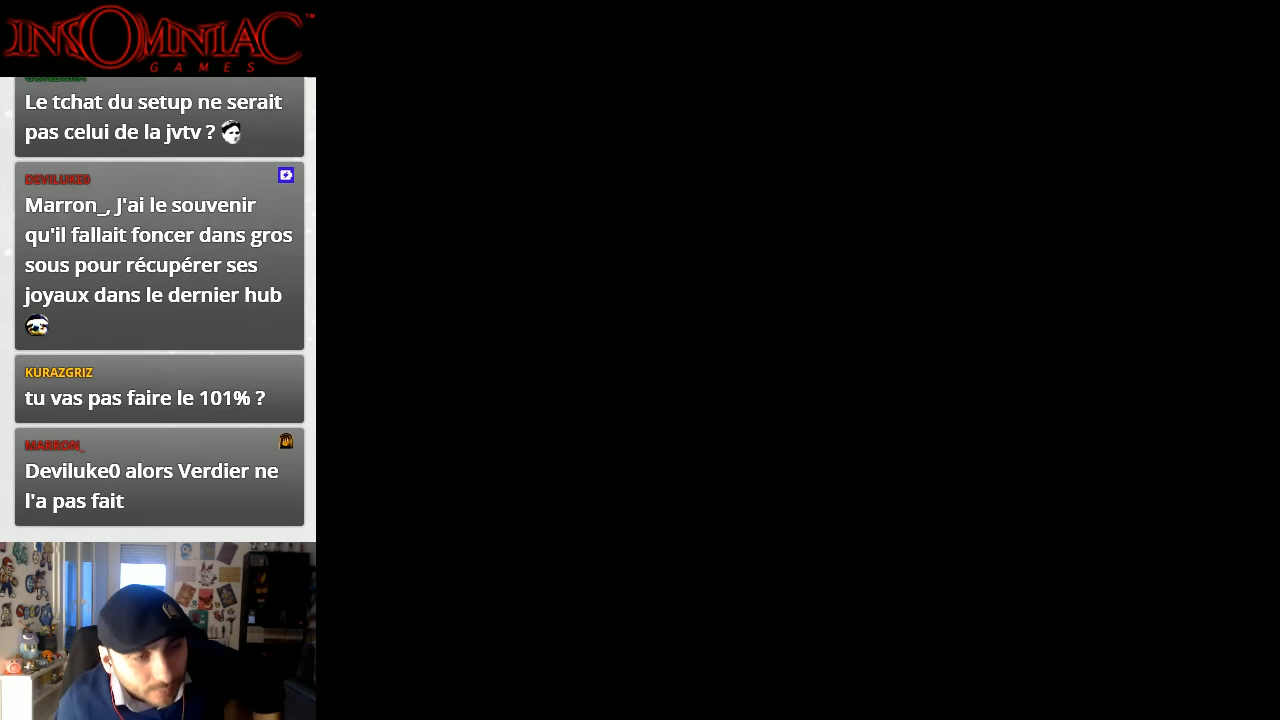 INSOMNIAC™
GAMES
Le tchat du setup ne serait
pas celui de la jvtv ?
DEVILUKE0
Marron_, J'ai le souvenir
qu'il fallait foncer dans gros
sous pour récupérer ses
joyaux dans le dernier hub
KURAZGRIZ
tu vas pas faire le 101% ?
MARRON_
Deviluke0 alors Verdier ne
l'a pas fait